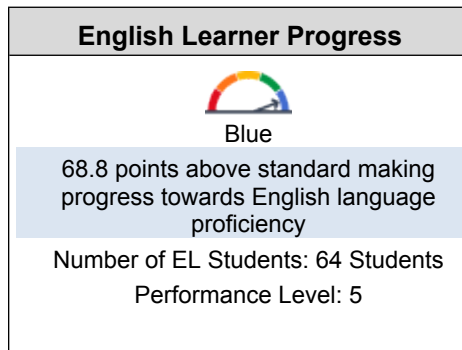 English Learner Progress
Blue
68.8 points above standard making
progress towards English language
proficiency
Number of EL Students: 64 Students
Performance Level: 5